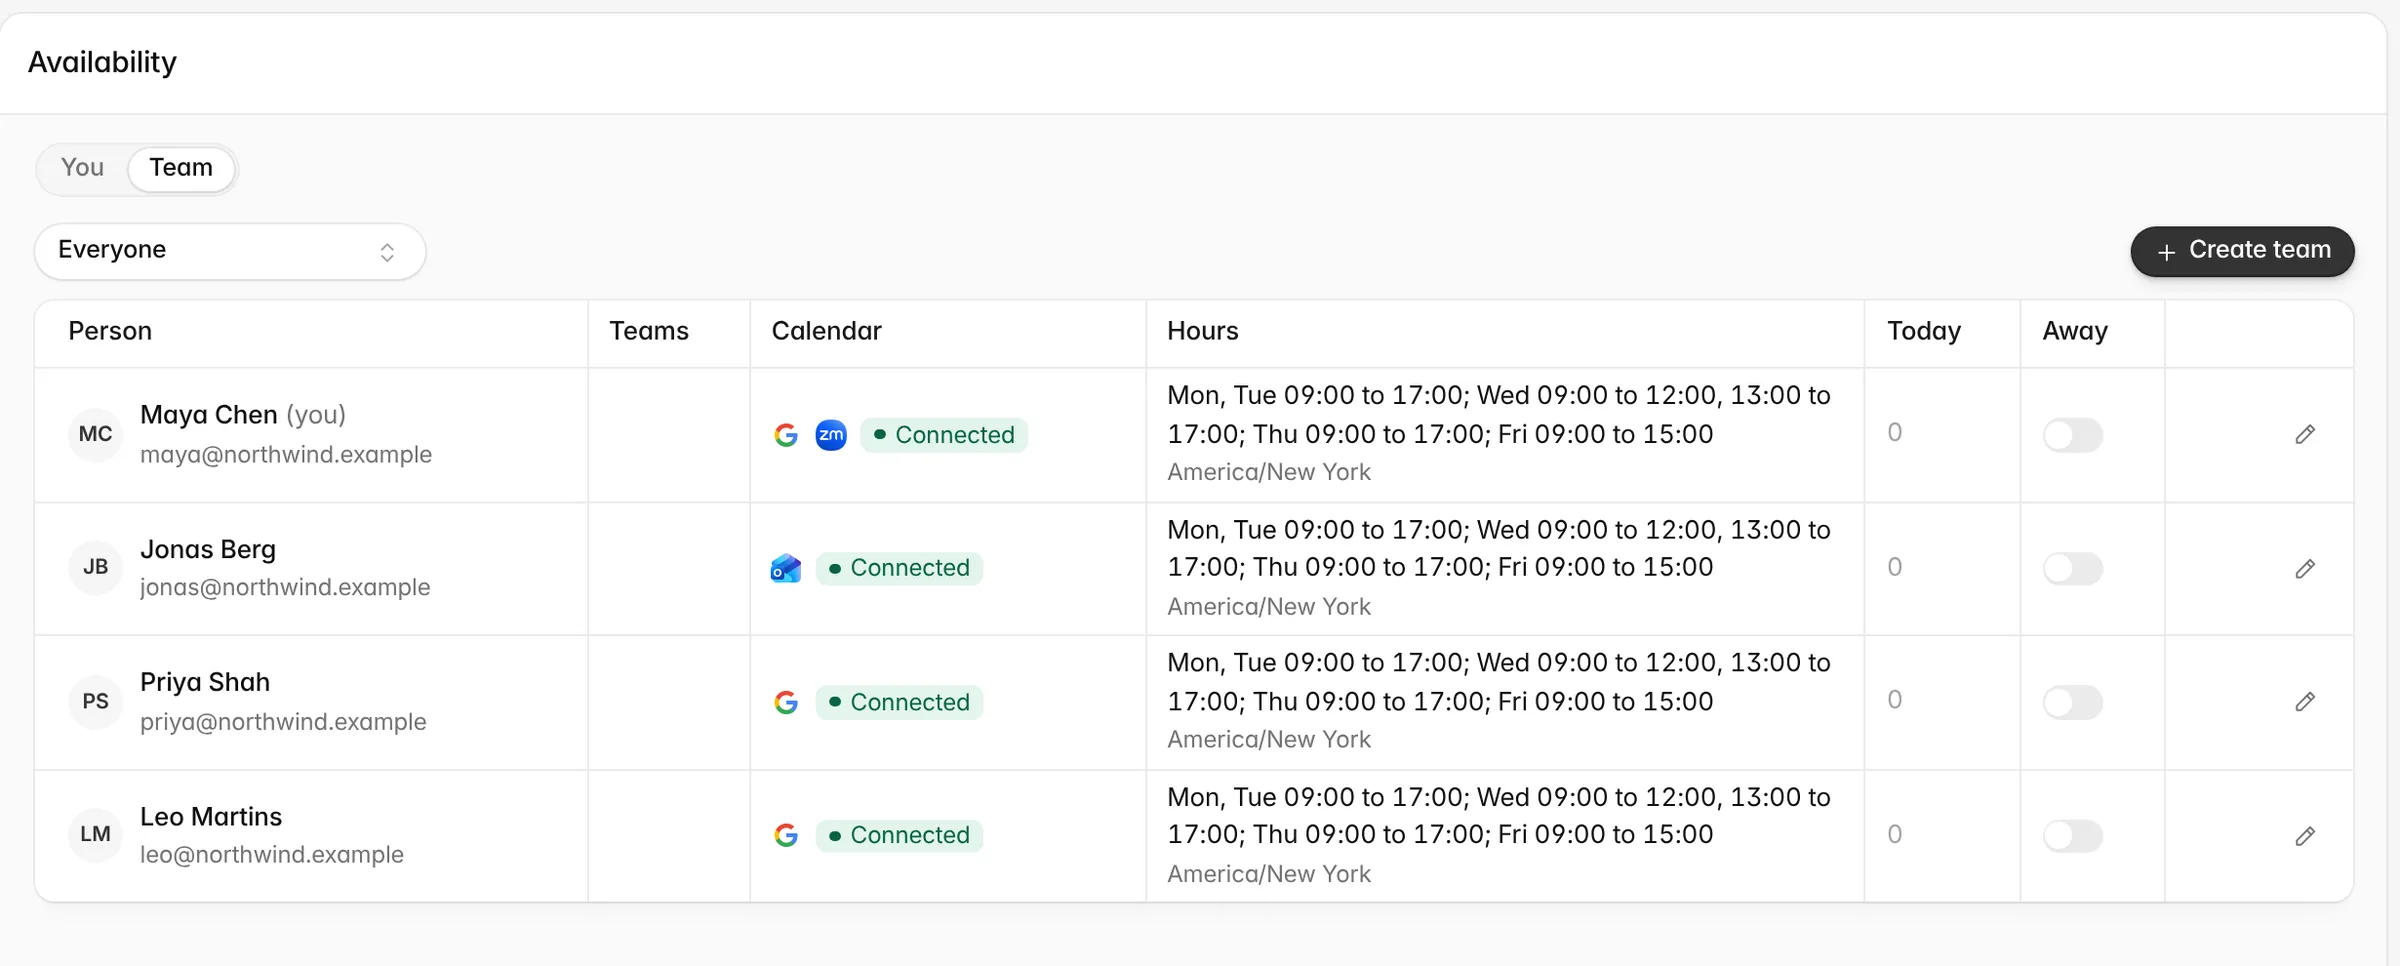 Availability
You
Team
Everyone
Create team
Person
Teams
Calendar
Hours
Today
Away
MC
Maya Chen (you)
maya@northwind.example
zm
Connected
Mon, Tue 09:00 to 17:00; Wed 09:00 to 12:00, 13:00 to
17:00; Thu 09:00 to 17:00; Fri 09:00 to 15:00
America/New York
0
JB
Jonas Berg
jonas@northwind.example
Connected
Mon, Tue 09:00 to 17:00; Wed 09:00 to 12:00, 13:00 to
17:00; Thu 09:00 to 17:00; Fri 09:00 to 15:00
America/New York
0
PS
Priya Shah
priya@northwind.example
Connected
Mon, Tue 09:00 to 17:00; Wed 09:00 to 12:00, 13:00 to
17:00; Thu 09:00 to 17:00; Fri 09:00 to 15:00
America/New York
0
LM
Leo Martins
leo@northwind.example
Connected
Mon, Tue 09:00 to 17:00; Wed 09:00 to 12:00, 13:00 to
17:00; Thu 09:00 to 17:00; Fri 09:00 to 15:00
America/New York
0